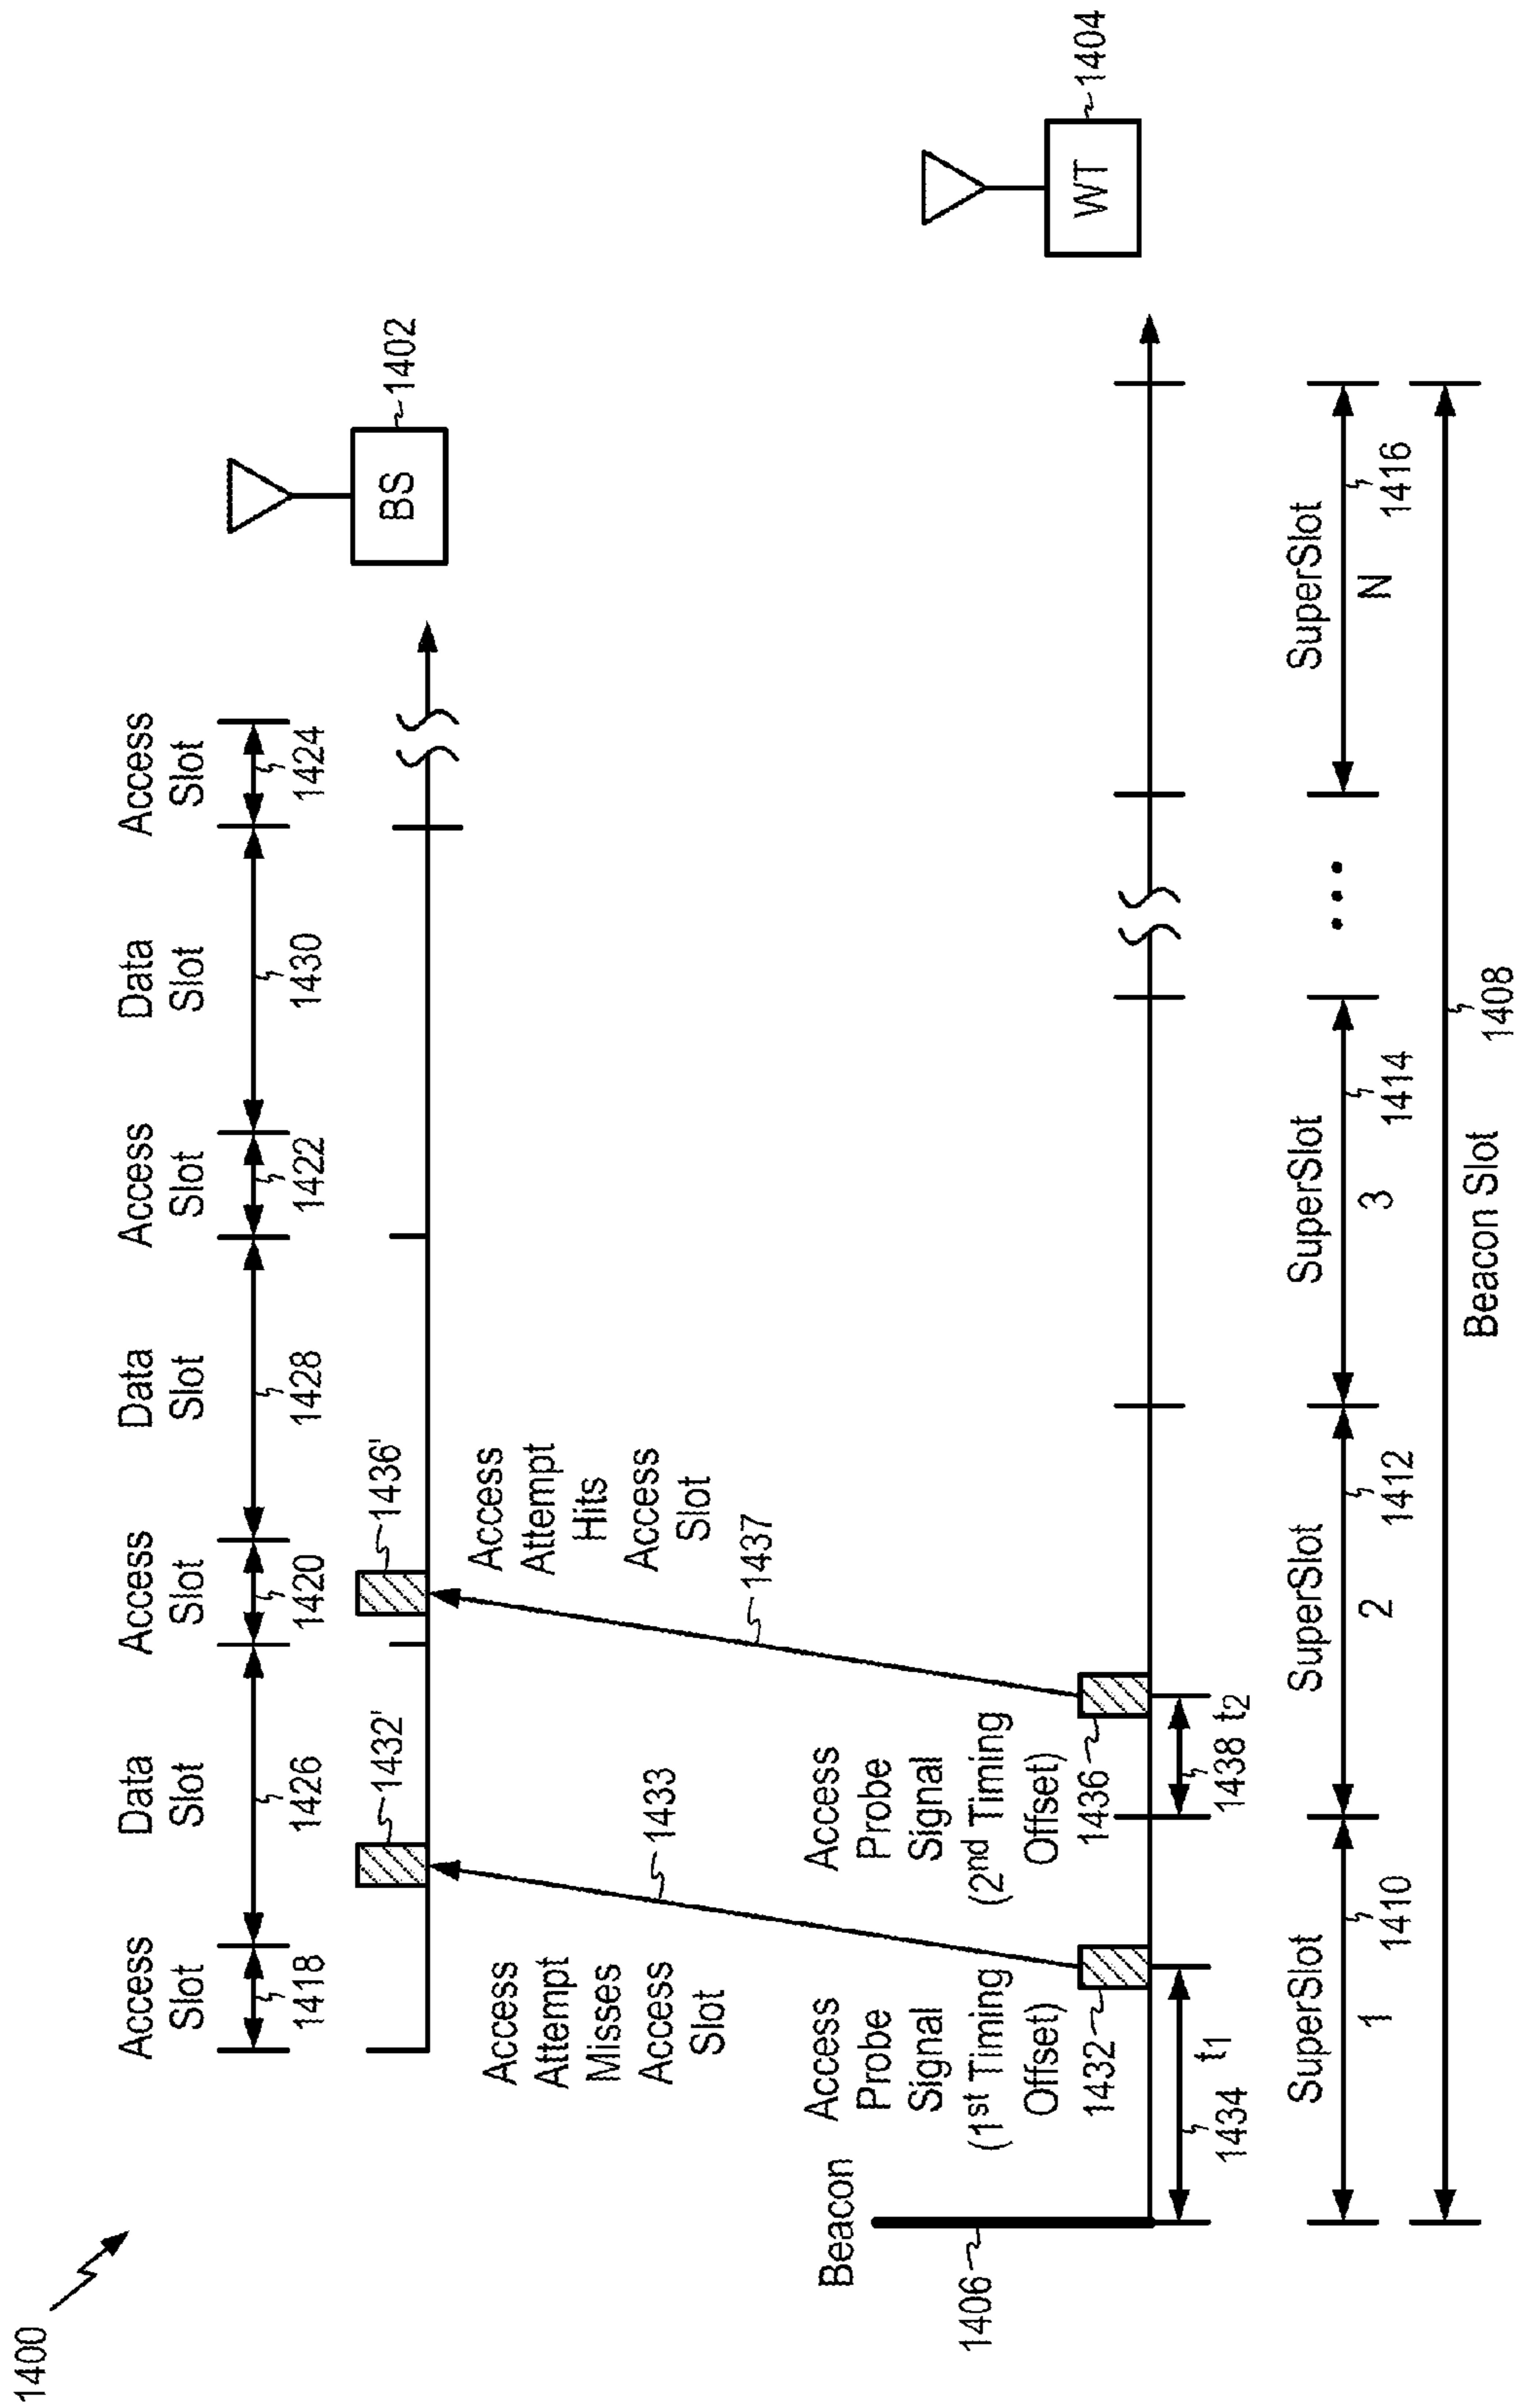 1400
Access
Slot
1418
Data
Slot
1426
Access
Slot
1420
Data
Slot
1428
Access
Slot
1422
Data
Slot
1430
Access
Slot
1424
1432'
1436'
BS
1402
Access
Attempt
Misses
Access
Slot
1433
Access
Attempt
Hits
Access
Slot
1437
Beacon
1406
Access
Probe
Signal
(1st Timing
Offset)
1432
Access
Probe
Signal
(2nd Timing
Offset)
1436
WT
1404
1434 t1
1438 t2
SuperSlot
1
1410
SuperSlot
2
1412
SuperSlot
3
1414
SuperSlot
N
1416
Beacon Slot
1408